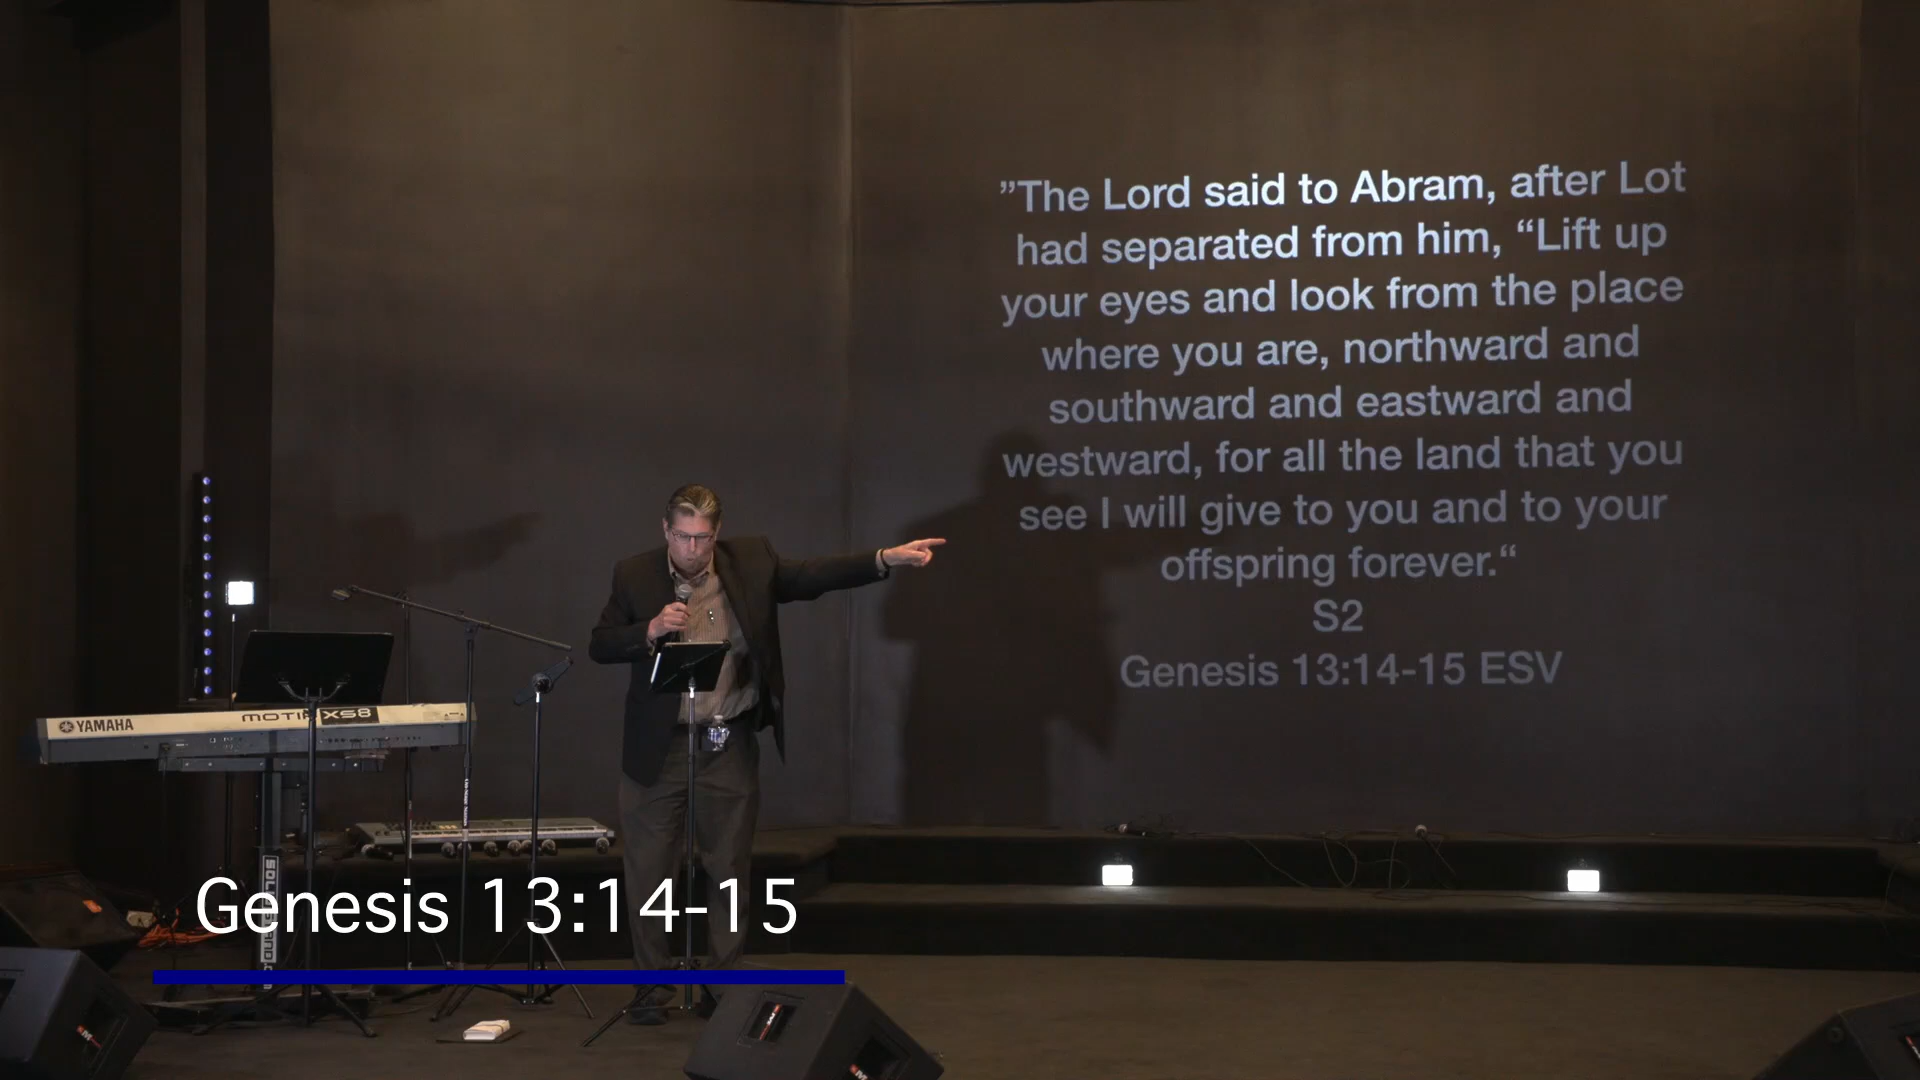 ”The Lord said to Abram, after Lot
had separated from him, “Lift up
your eyes and look from the place
where you are, northward and
southward and eastward and
westward, for all the land that you
see I will give to you and to your
offspring forever.“
S2
Genesis 13:14-15 ESV
YAMAHA
XS8
Genesis 13:14-15